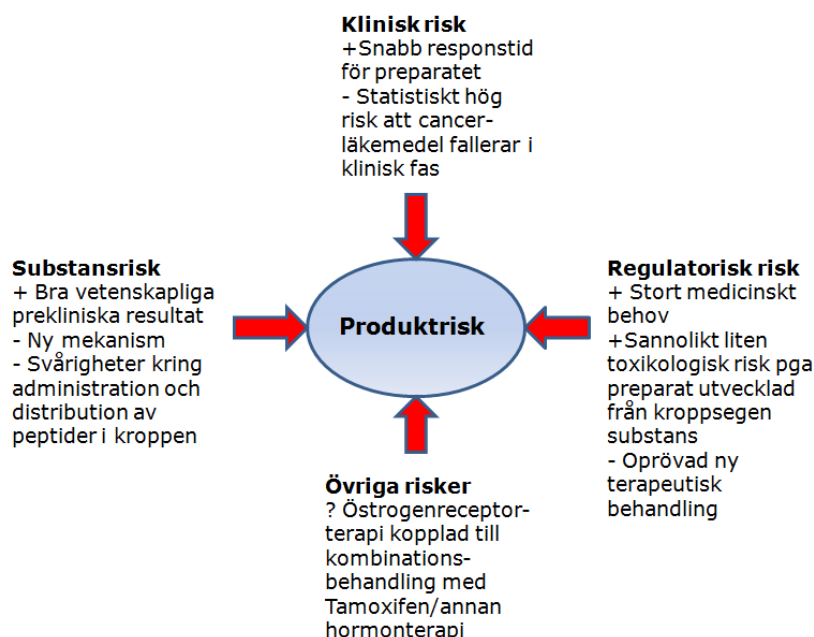 Klinisk risk
+Snabb responstid
för preparatet
- Statistiskt hög
risk att cancer-
läkemedel fallerar i
klinisk fas
Substansrisk
+ Bra vetenskapliga
prekliniska resultat
- Ny mekanism
- Svårigheter kring
administration och
distribution av
peptider i kroppen
Produktrisk
Regulatorisk risk
+ Stort medicinskt
behov
+Sannolikt liten
toxikologisk risk pga
preparat utvecklad
från kroppsegen
substans
- Oprövad ny
terapeutisk
behandling
Övriga risker
? Östrogenreceptor-
terapi kopplad till
kombinations-
behandling med
Tamoxifen/annan
hormonterapi